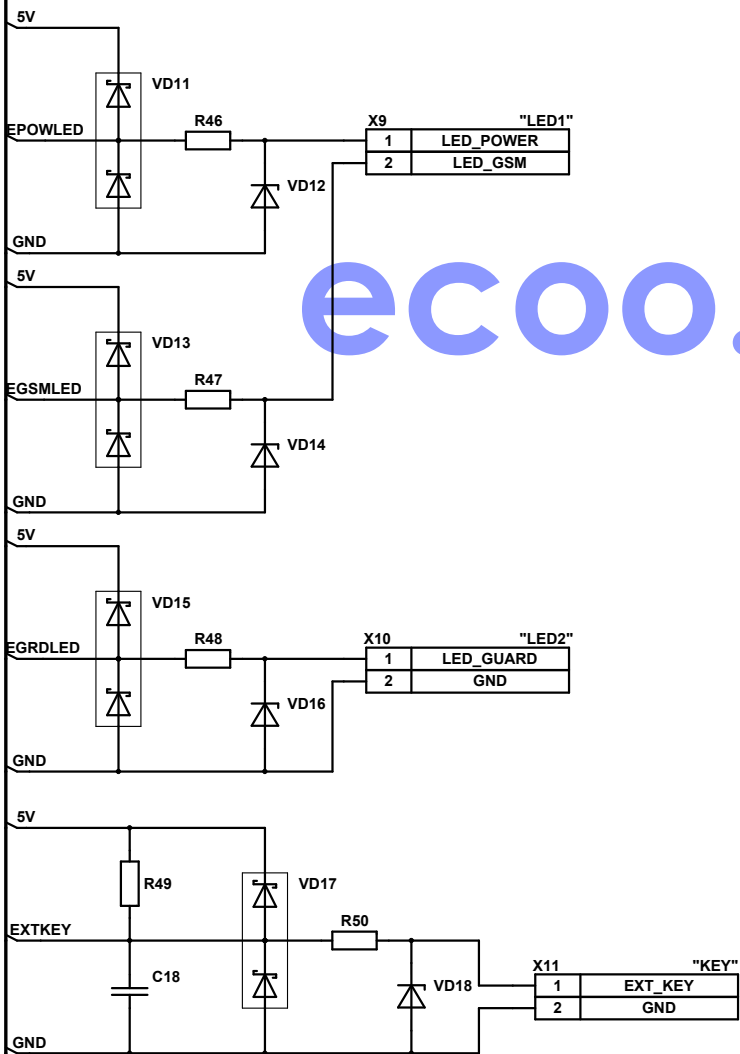 5V
VD11
EPOWLED
R46
X9 "LED1"
1 LED_POWER
2 LED_GSM
VD12
GND
5V
ecoo.
VD13
EGSMLED
R47
VD14
GND
5V
VD15
EGRDLED
R48
X10 "LED2"
1 LED_GUARD
2 GND
VD16
GND
5V
R49
VD17
EXTKEY
R50
C18
VD18
X11 "KEY"
1 EXT_KEY
2 GND
GND